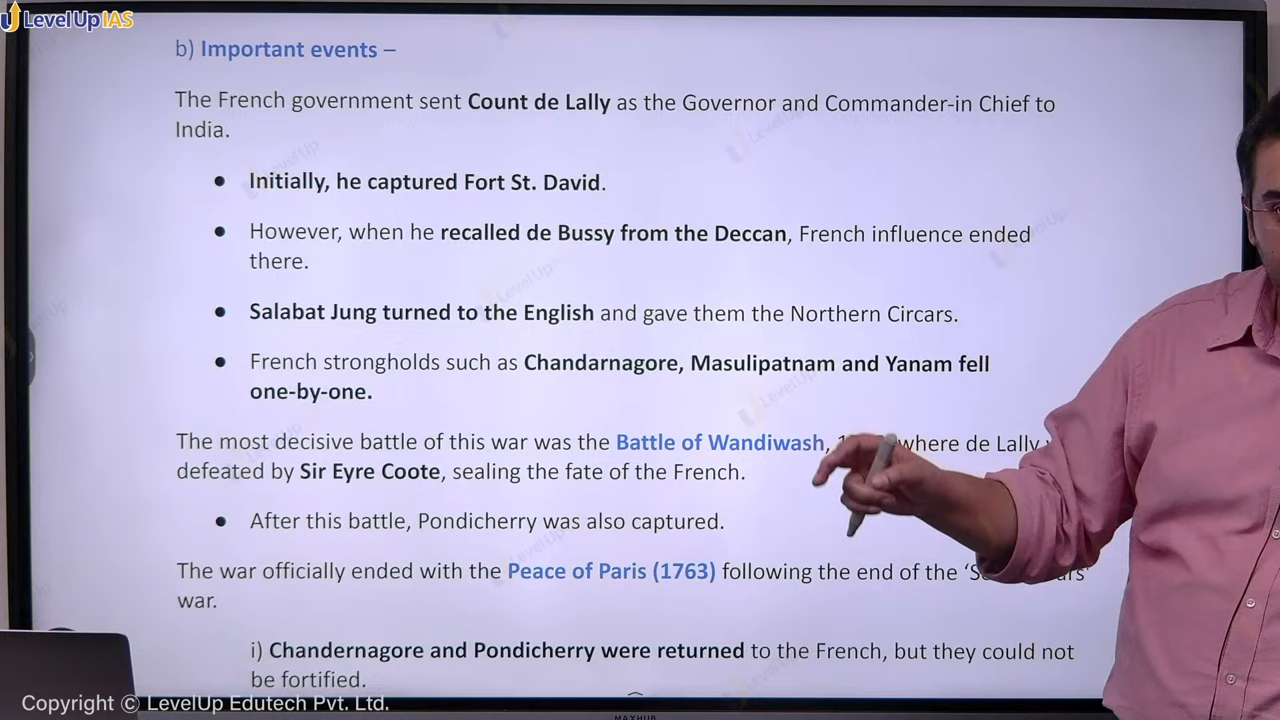 LevelUp IAS
b) Important events –
The French government sent Count de Lally as the Governor and Commander-in Chief to
India.
● Initially, he captured Fort St. David.
● However, when he recalled de Bussy from the Deccan, French influence ended
there.
● Salabat Jung turned to the English and gave them the Northern Circars.
● French strongholds such as Chandarnagore, Masulipatnam and Yanam fell
one-by-one.
The most decisive battle of this war was the Battle of Wandiwash, where de Lally
defeated by Sir Eyre Coote, sealing the fate of the French.
● After this battle, Pondicherry was also captured.
The war officially ended with the Peace of Paris (1763) following the end of the
war.
i) Chandernagore and Pondicherry were returned to the French, but they could not
be fortified.
Copyright © LevelUp Edutech Pvt. Ltd.
MAXHUB